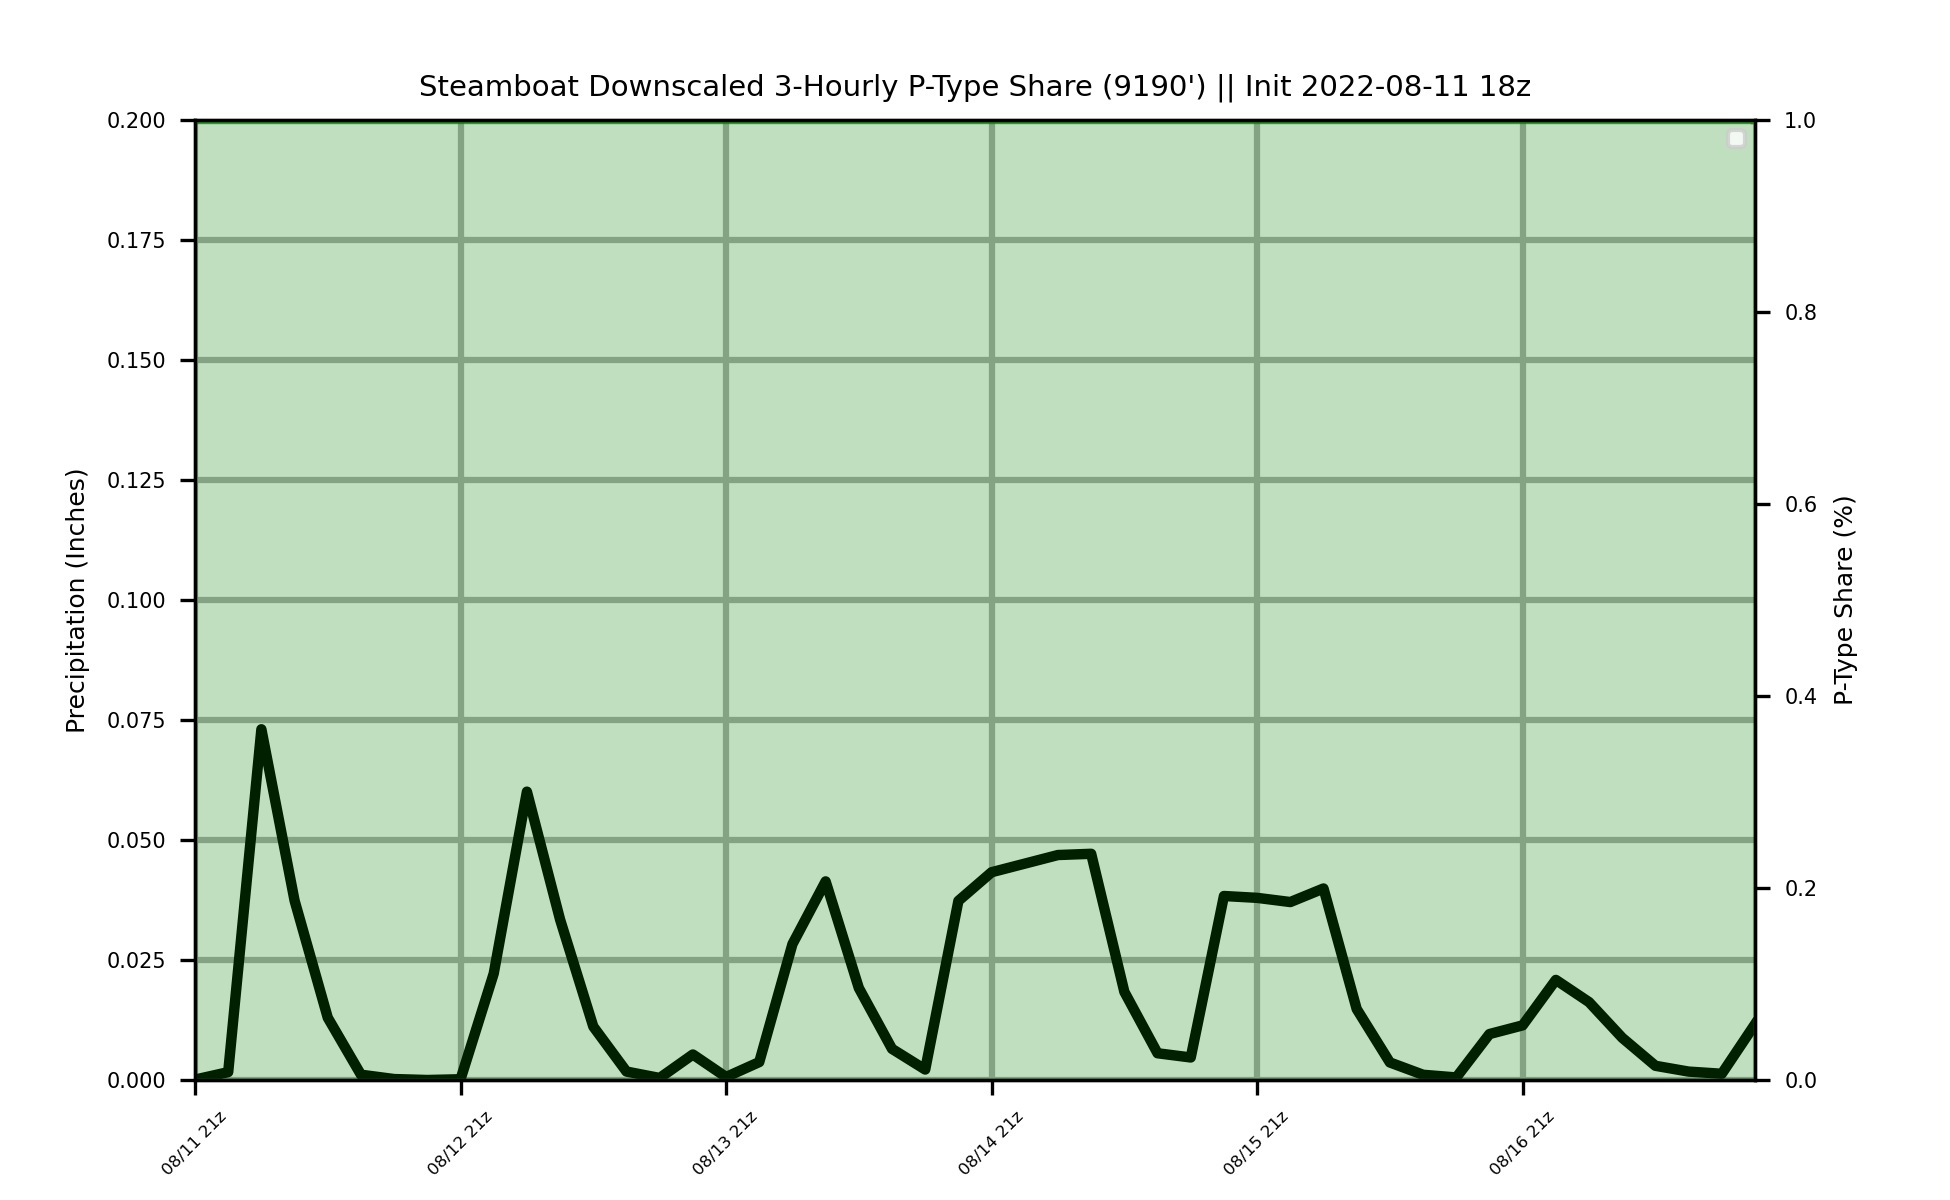 Steamboat Downscaled 3-Hourly P-Type Share (9190') || Init 2022-08-11 18z
0.200
0.175
0.150
0.125
0.100
0.075
0.050
0.025
0.000
Precipitation (Inches)
1.0
0.8
0.6
0.4
0.2
0.0
P-Type Share (%)
08/11 21z
08/12 21z
08/13 21z
08/14 21z
08/15 21z
08/16 21z